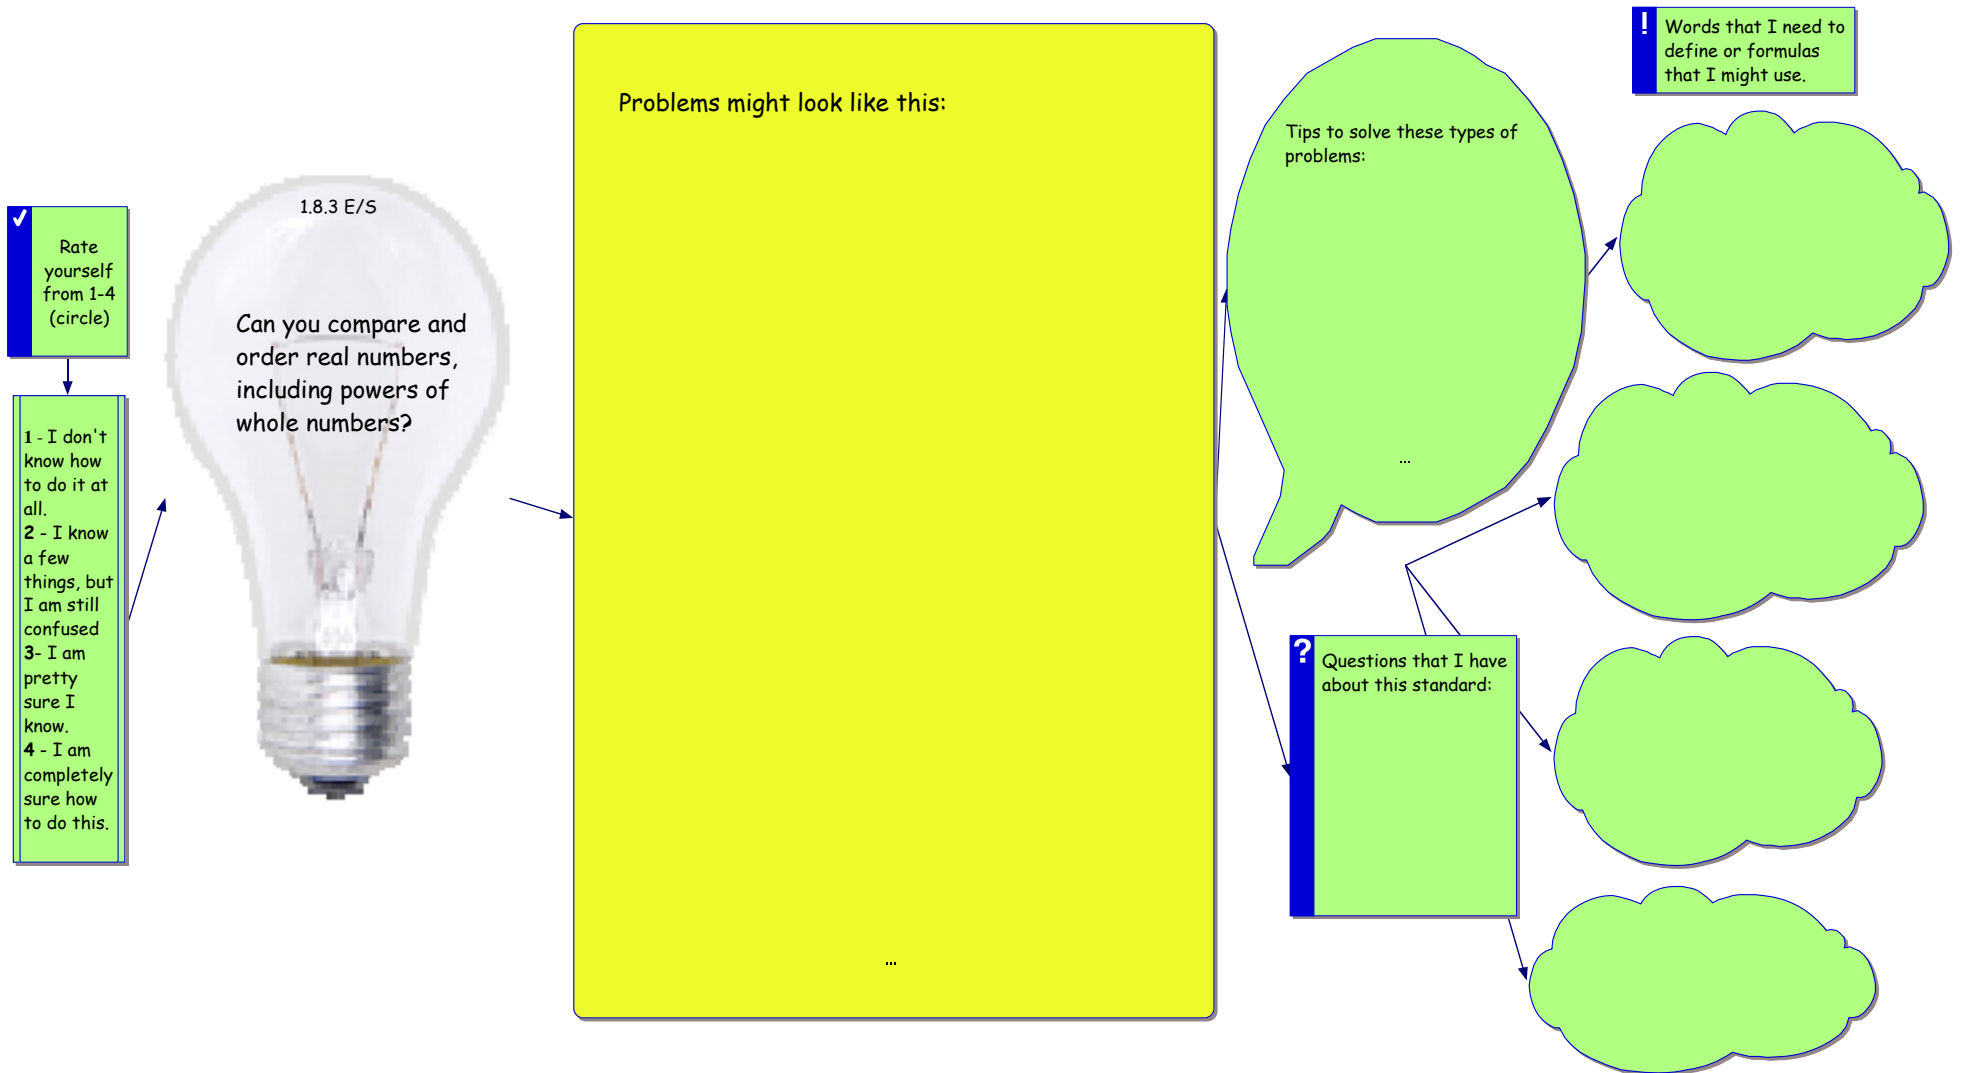 ✓
Rate
yourself
from 1-4
(circle)
1 - I don't
know how
to do it at
all.
2 - I know
a few
things, but
I am still
confused
3- I am
pretty
sure I
know.
4 - I am
completely
sure how
to do this.
1.8.3 E/S
Can you compare and
order real numbers,
including powers of
whole numbers?
Problems might look like this:
...
Tips to solve these types of
problems:
...
?
Questions that I have
about this standard:
!
Words that I need to
define or formulas
that I might use.